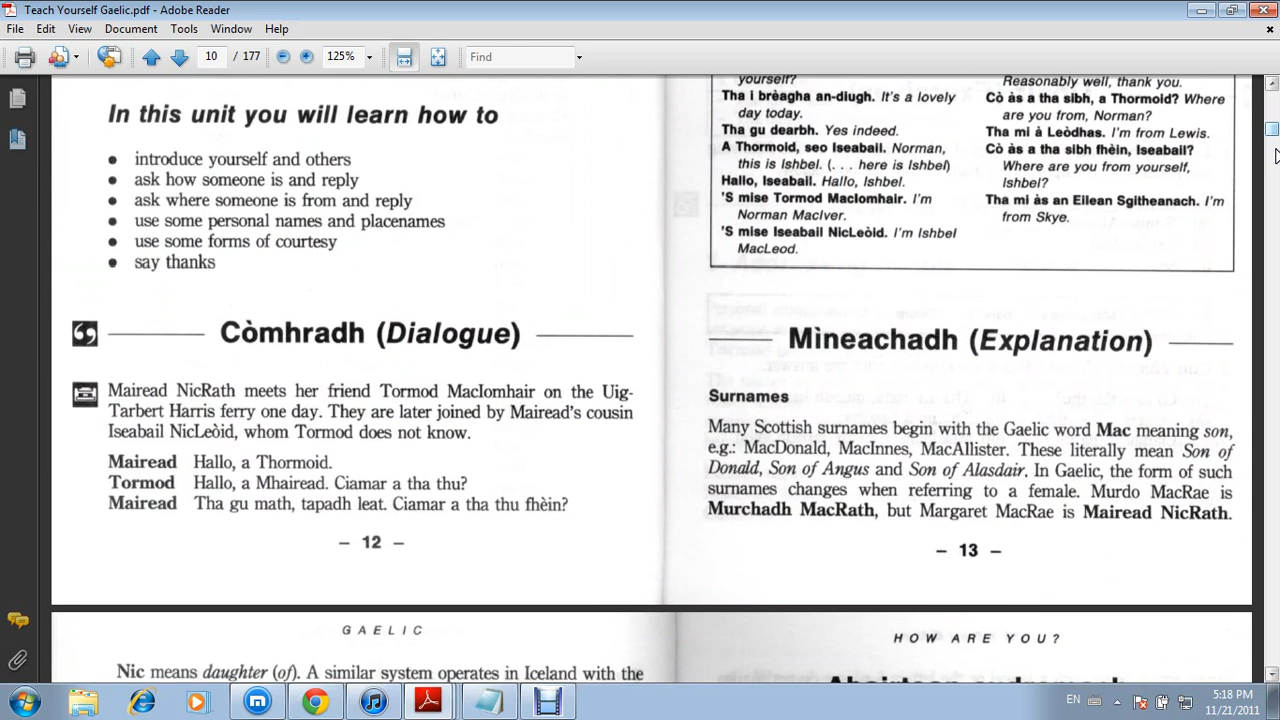 Teach Yourself Gaelic.pdf - Adobe Reader
File Edit View Document Tools Window Help
10 / 177 125% Find
In this unit you will learn how to
• introduce yourself and others
• ask how someone is and reply
• ask where someone is from and reply
• use some personal names and placenames
• use some forms of courtesy
• say thanks
Còmhradh (Dialogue)
Mairead NicRath meets her friend Tormod MacIomhair on the Uig-
Tarbert Harris ferry one day. They are later joined by Mairead's cousin
Iseabail NicLeòid, whom Tormod does not know.
Mairead Hallo, a Thormoid.
Tormod Hallo, a Mhairead. Ciamar a tha thu?
Mairead Tha gu math, tapadh leat. Ciamar a tha thu fhèin?
– 12 –
yourself?
Tha i brèagha an-diugh. It's a lovely
day today.
Tha gu dearbh. Yes indeed.
A Thormoid, seo Iseabail. Norman,
this is Ishbel. (. . . here is Ishbel)
Hallo, Iseabail. Hallo, Ishbel.
'S mise Tormod MacIomhair. I'm
Norman MacIver.
'S mise Iseabail NicLeòid. I'm Ishbel
MacLeod.
Reasonably well, thank you.
Cò às a tha sibh, a Thormoid? Where
are you from, Norman?
Tha mi à Leòdhas. I'm from Lewis.
Cò às a tha sibh fhèin, Iseabail?
Where are you from yourself,
Ishbel?
Tha mi às an Eilean Sgitheanach. I'm
from Skye.
Mìneachadh (Explanation)
Surnames
Many Scottish surnames begin with the Gaelic word Mac meaning son,
e.g.: MacDonald, MacInnes, MacAllister. These literally mean Son of
Donald, Son of Angus and Son of Alasdair. In Gaelic, the form of such
surnames changes when referring to a female. Murdo MacRae is
Murchadh MacRath, but Margaret MacRae is Mairead NicRath.
– 13 –
GAELIC
Nic means daughter (of). A similar system operates in Iceland with the
HOW ARE YOU?
EN
5:18 PM
11/21/2011